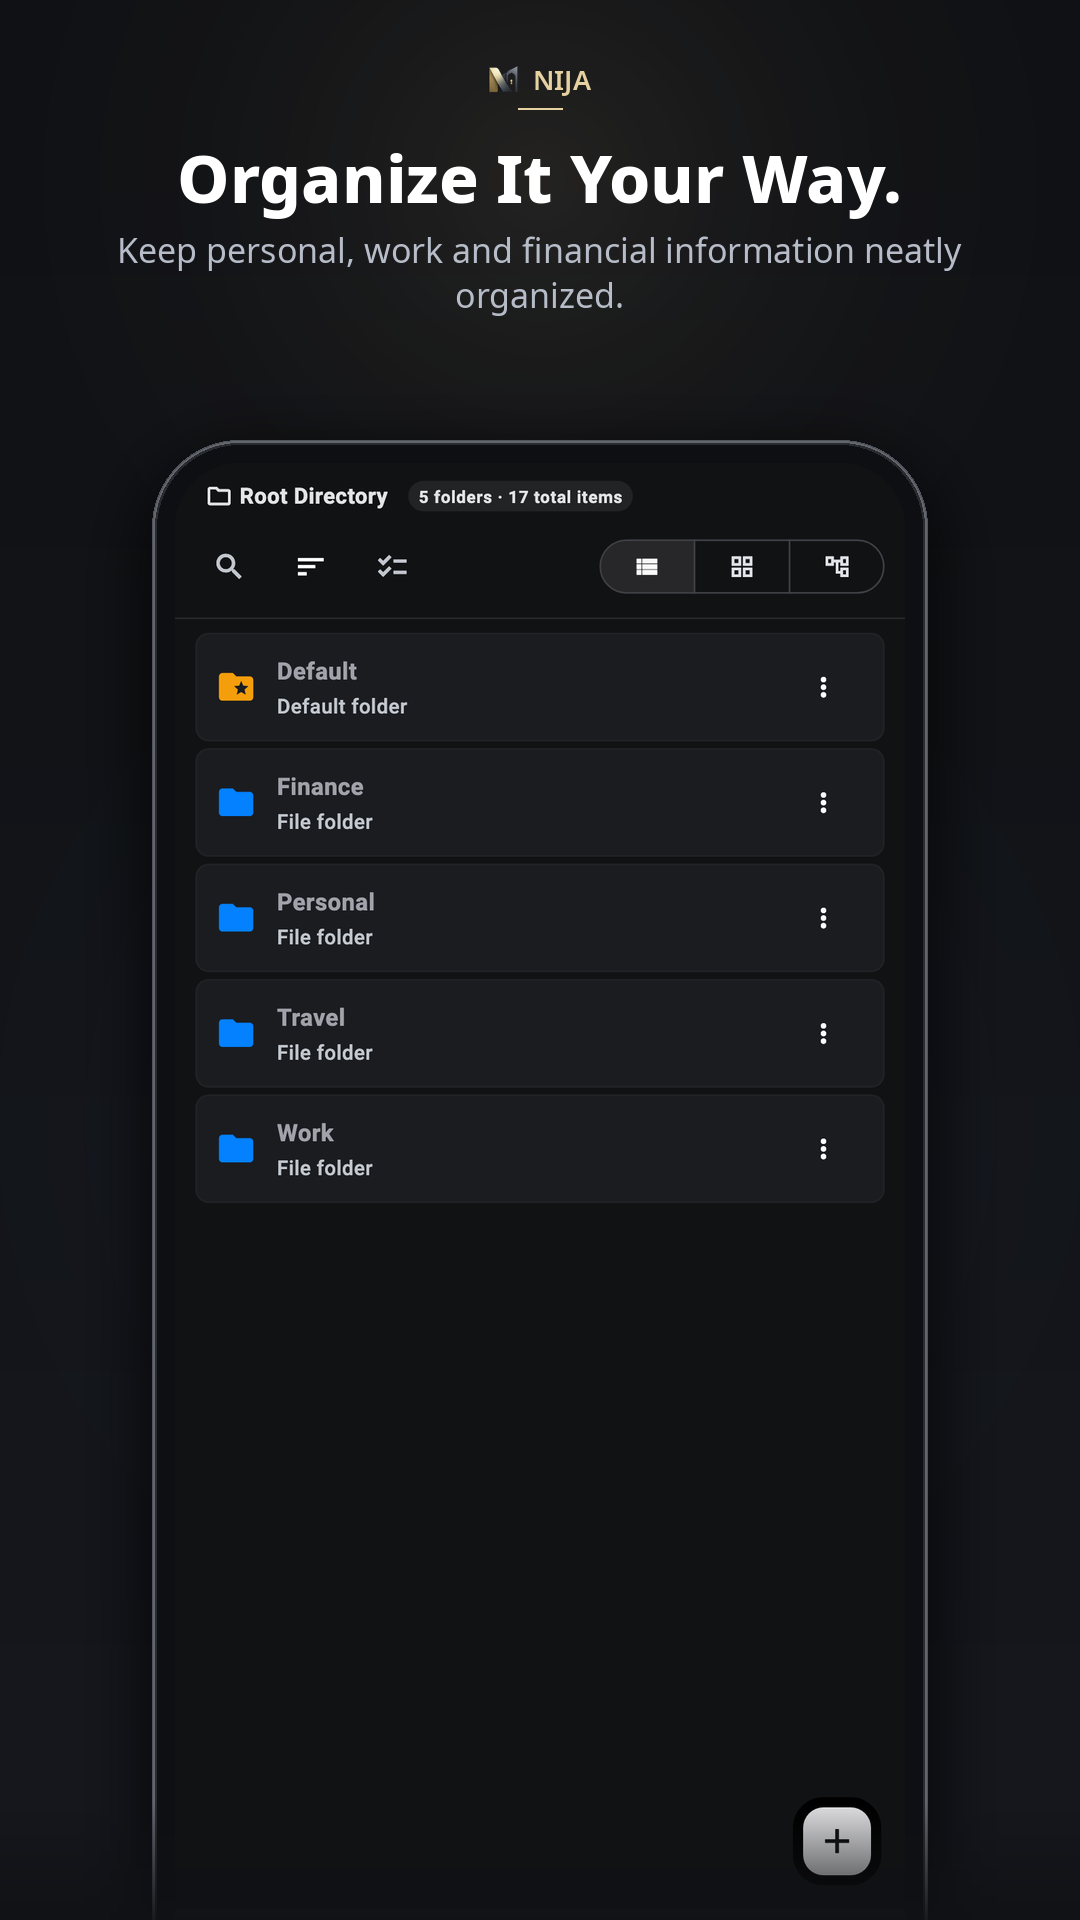 NIJA
Organize It Your Way.
Keep personal, work and financial information neatly
organized.
Root Directory 5 folders · 17 total items
Default
Default folder
Finance
File folder
Personal
File folder
Travel
File folder
Work
File folder